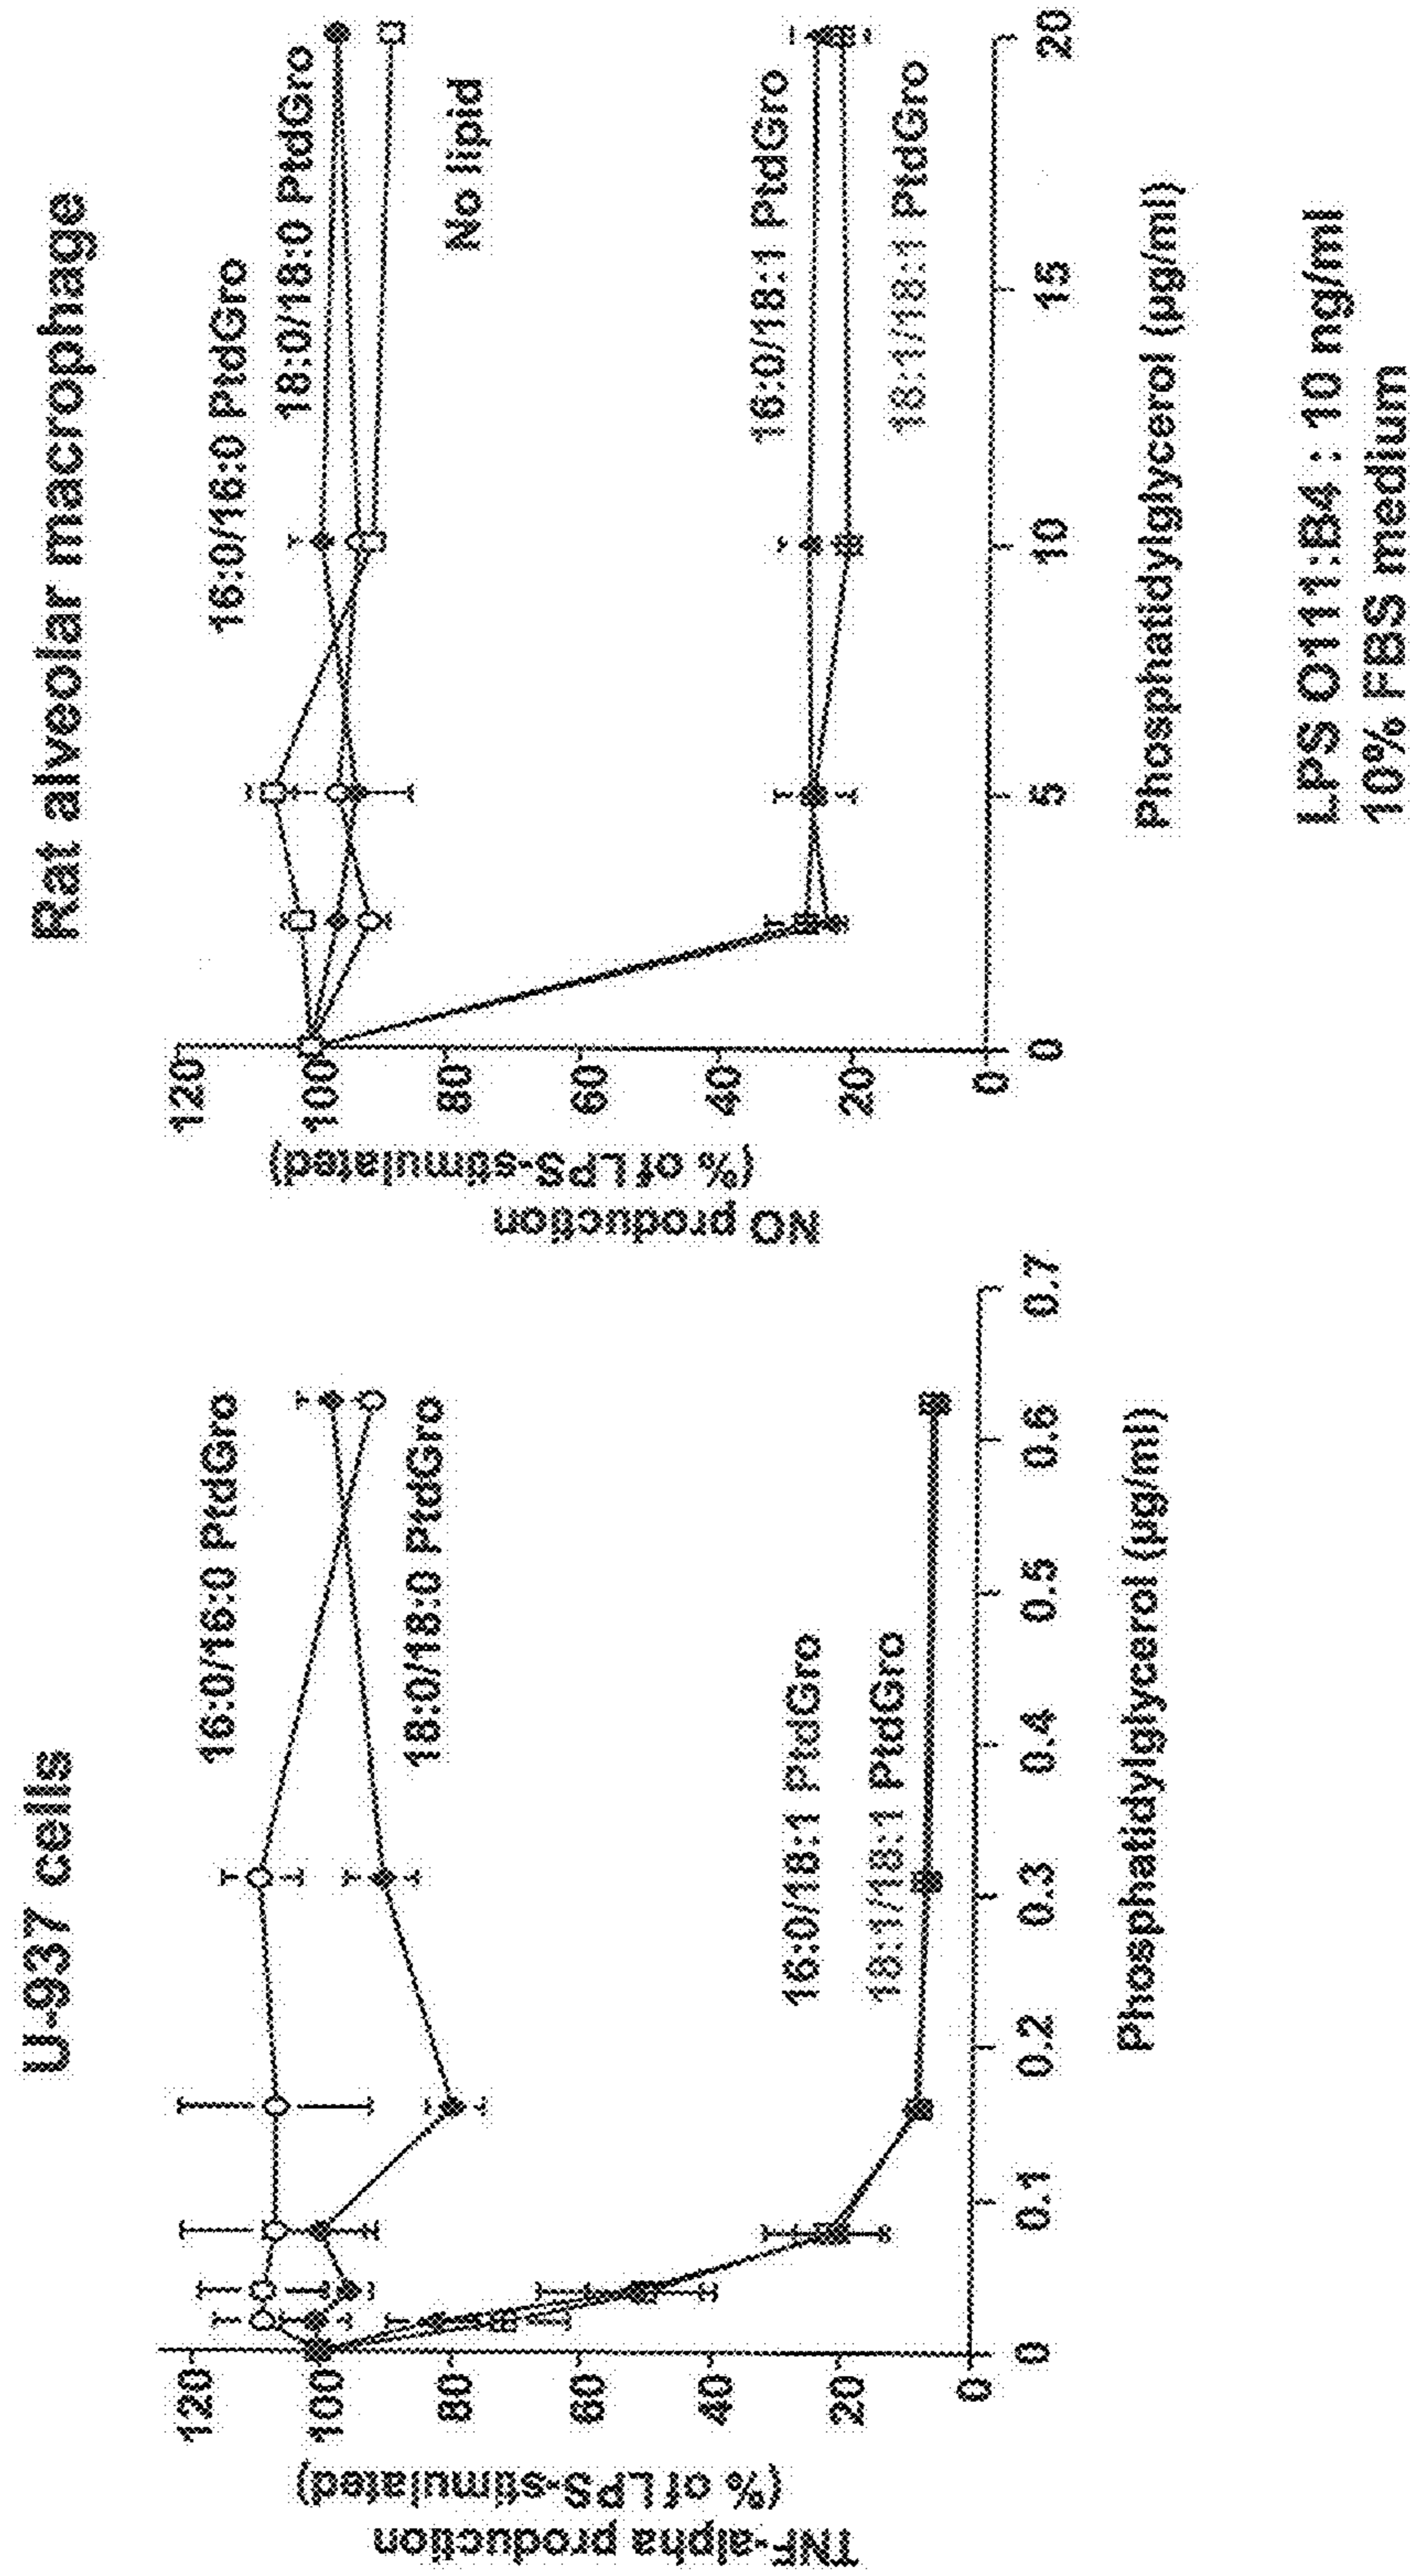 U-937 cells
TNF-alpha production
(% of LPS-stimulated)
120
100
80
60
40
20
0
16:0/16:0 PtdGro
18:0/18:0 PtdGro
16:0/18:1 PtdGro
18:1/18:1 PtdGro
0
0.1
0.2
0.3
0.4
0.5
0.6
0.7
Phosphatidylglycerol (µg/ml)
Rat alveolar macrophage
NO production
(% of LPS-stimulated)
120
100
80
60
40
20
0
16:0/16:0 PtdGro
18:0/18:0 PtdGro
No lipid
16:0/18:1 PtdGro
18:1/18:1 PtdGro
0
5
10
15
20
Phosphatidylglycerol (µg/ml)
LPS O111:B4 : 10 ng/ml
10% FBS medium